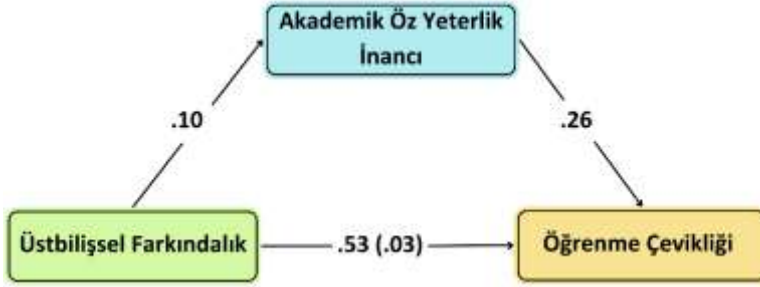 Akademik Öz Yeterlik
İnancı
.10
.26
Üstbilişsel Farkındalık
.53 (.03)
Öğrenme Çevikliği